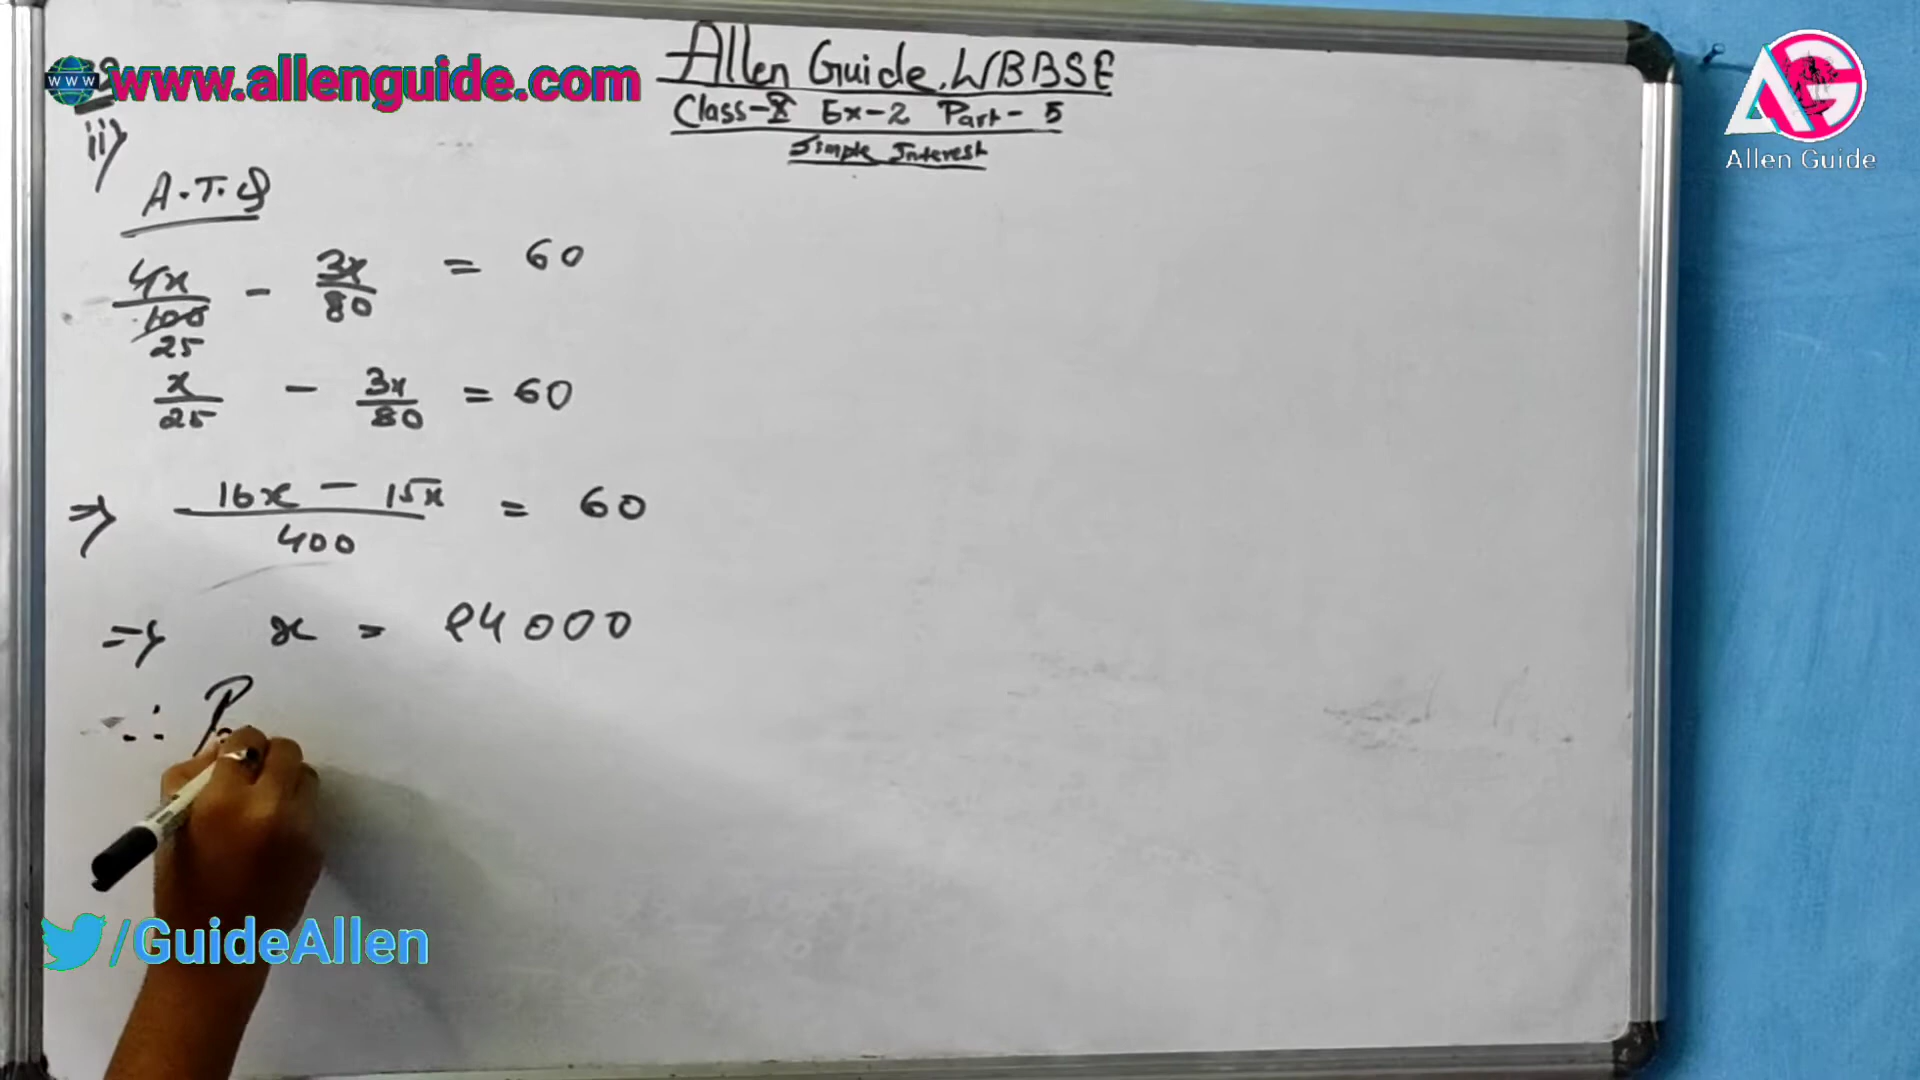 www.allenguide.com
Allen Guide. WBBSE
Class-X Ex-2 Part-5
Simple Interest
AG
Allen Guide
ii)
A.T.Q
4x/100 - 3x/80 = 60
25
x/25 - 3x/80 = 60
⇒ 16x - 15x / 400 = 60
⇒ x = 24000
∴ P
/GuideAllen